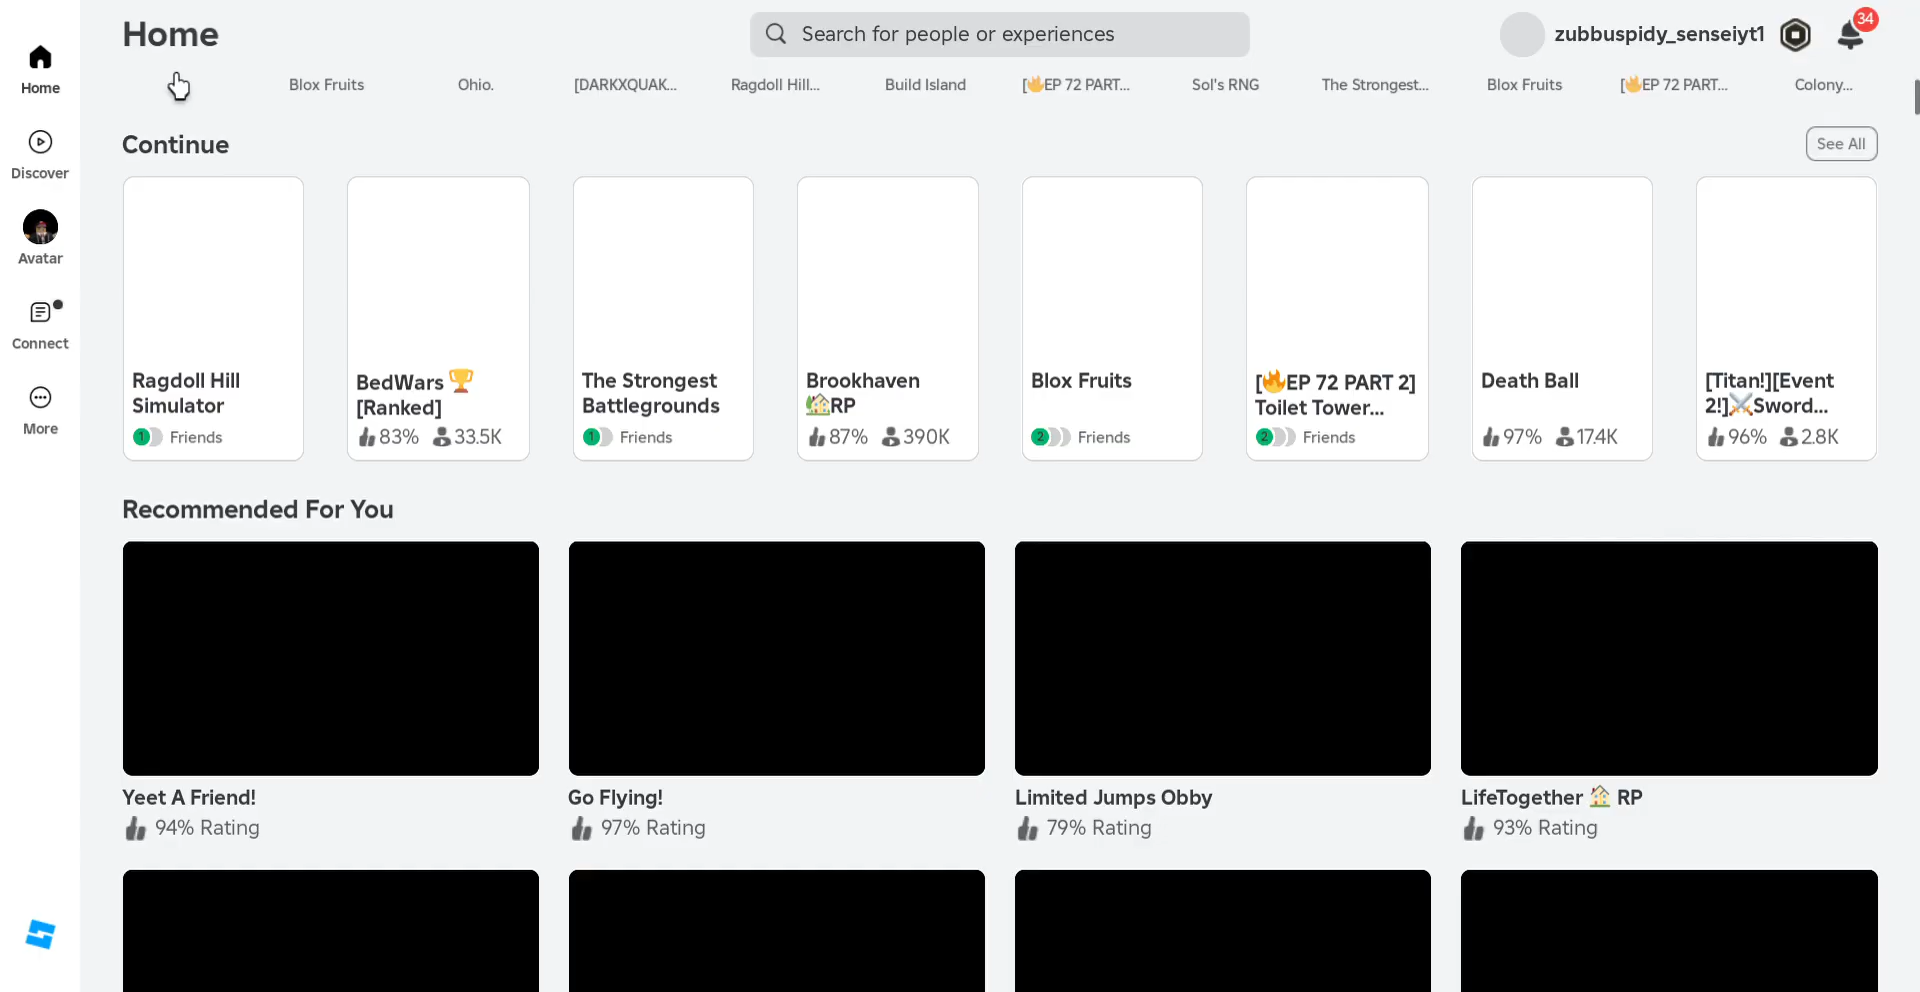 Home
Search for people or experiences
zubbuspidy_senseiyt1
34
Home
Discover
Avatar
Connect
More
Blox Fruits
Ohio.
[DARKXQUAK...
Ragdoll Hill...
Build Island
[🔥EP 72 PART...
Sol's RNG
The Strongest...
Blox Fruits
[🔥EP 72 PART...
Colony...
Continue
See All
Ragdoll Hill
Simulator
1 Friends
BedWars 🏆
[Ranked]
83% 33.5K
The Strongest
Battlegrounds
1 Friends
Brookhaven
🏡RP
87% 390K
Blox Fruits
2 Friends
[🔥EP 72 PART 2]
Toilet Tower...
2 Friends
Death Ball
97% 17.4K
[Titan!][Event
2!]⚔️Sword...
96% 2.8K
Recommended For You
Yeet A Friend!
94% Rating
Go Flying!
97% Rating
Limited Jumps Obby
79% Rating
LifeTogether 🏠 RP
93% Rating